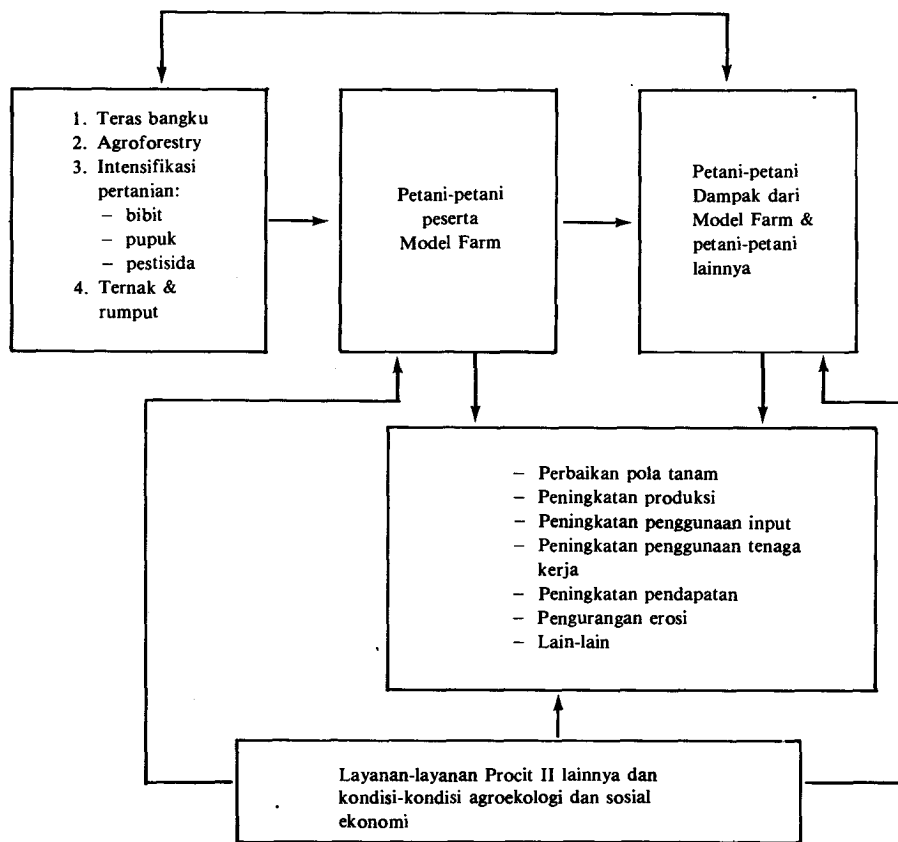 1. Teras bangku
2. Agroforestry
3. Intensifikasi
pertanian:
– bibit
– pupuk
– pestisida
4. Ternak &
rumput
Petani-petani
peserta
Model Farm
Petani-petani
Dampak dari
Model Farm &
petani-petani
lainnya
– Perbaikan pola tanam
– Peningkatan produksi
– Peningkatan penggunaan input
– Peningkatan penggunaan tenaga
kerja
– Peningkatan pendapatan
– Pengurangan erosi
– Lain-lain
Layanan-layanan Procit II lainnya dan
kondisi-kondisi agroekologi dan sosial
ekonomi